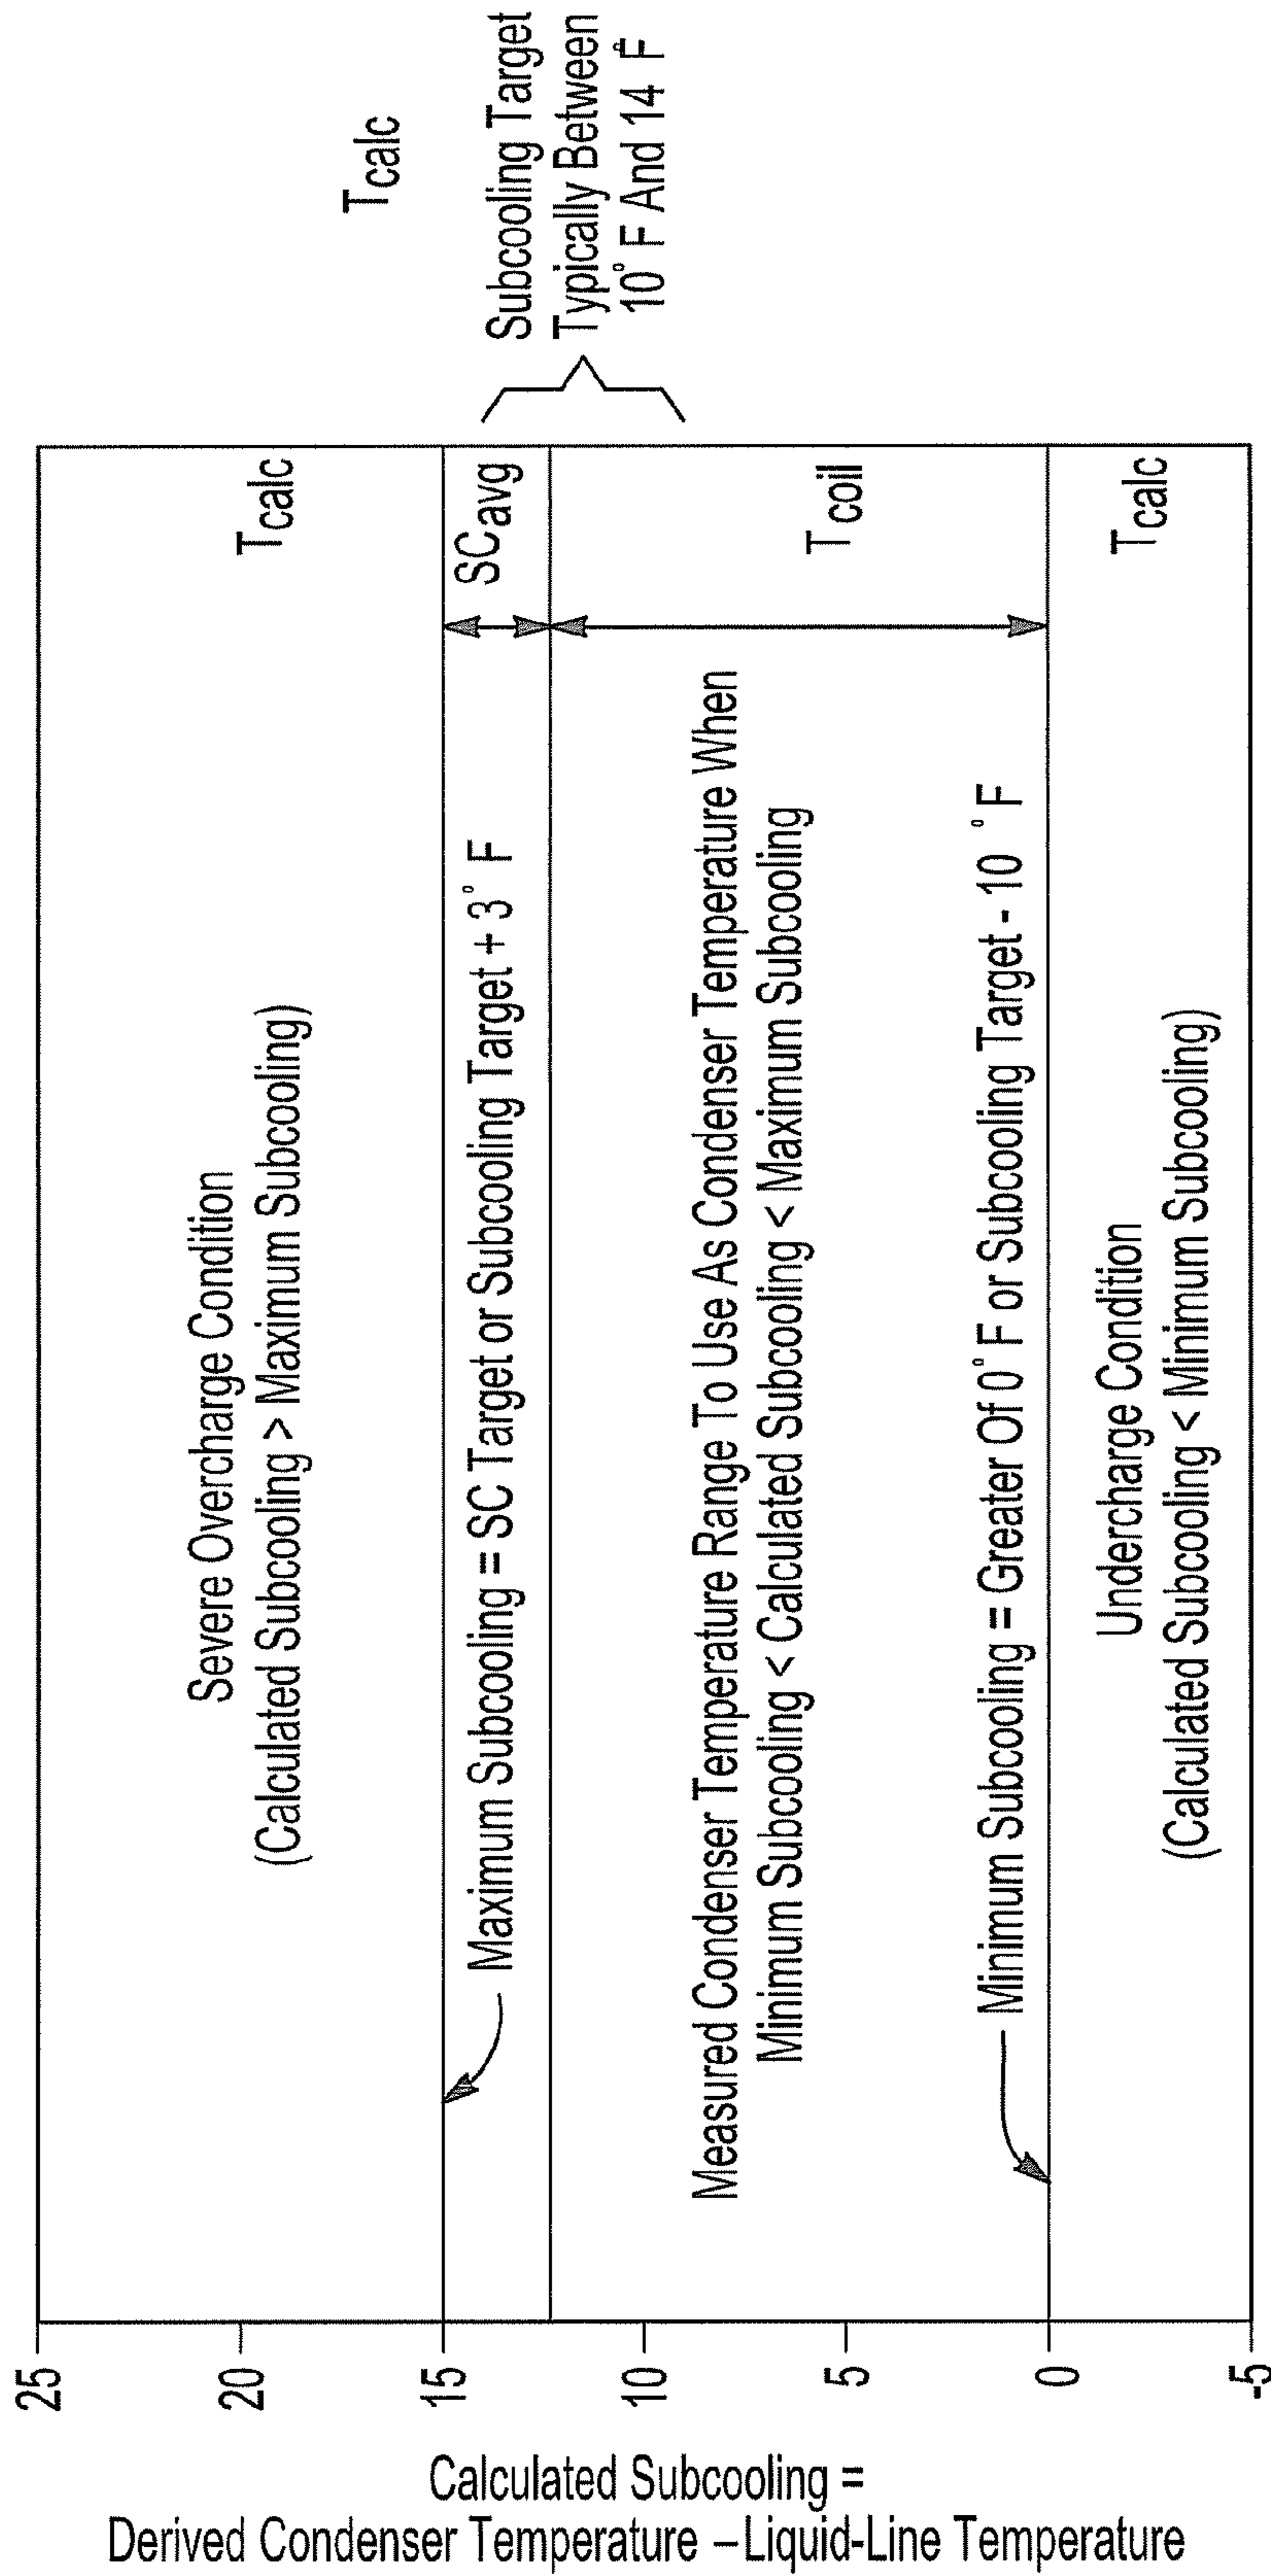 Calculated Subcooling =
Derived Condenser Temperature – Liquid-Line Temperature
25
20
15
10
5
0
-5
Severe Overcharge Condition
(Calculated Subcooling > Maximum Subcooling)
Tcalc
Maximum Subcooling = SC Target or Subcooling Target + 3° F
SCavg
Measured Condenser Temperature Range To Use As Condenser Temperature When
Minimum Subcooling < Calculated Subcooling < Maximum Subcooling
Tcoil
Minimum Subcooling = Greater Of 0° F or Subcooling Target - 10 ° F
Undercharge Condition
(Calculated Subcooling < Minimum Subcooling)
Tcalc
Tcalc
Subcooling Target
Typically Between
10° F And 14° F